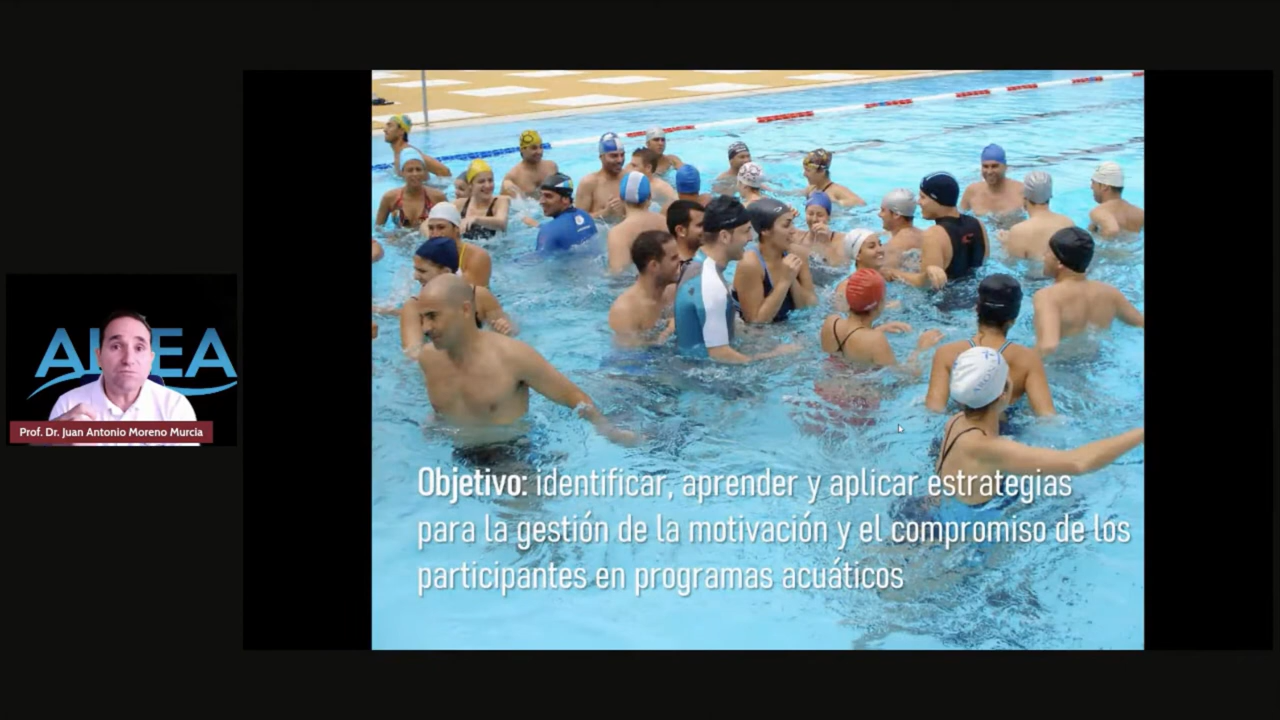 Prof. Dr. Juan Antonio Moreno Murcia
Objetivo: identificar, aprender y aplicar estrategias
para la gestión de la motivación y el compromiso de los
participantes en programas acuáticos